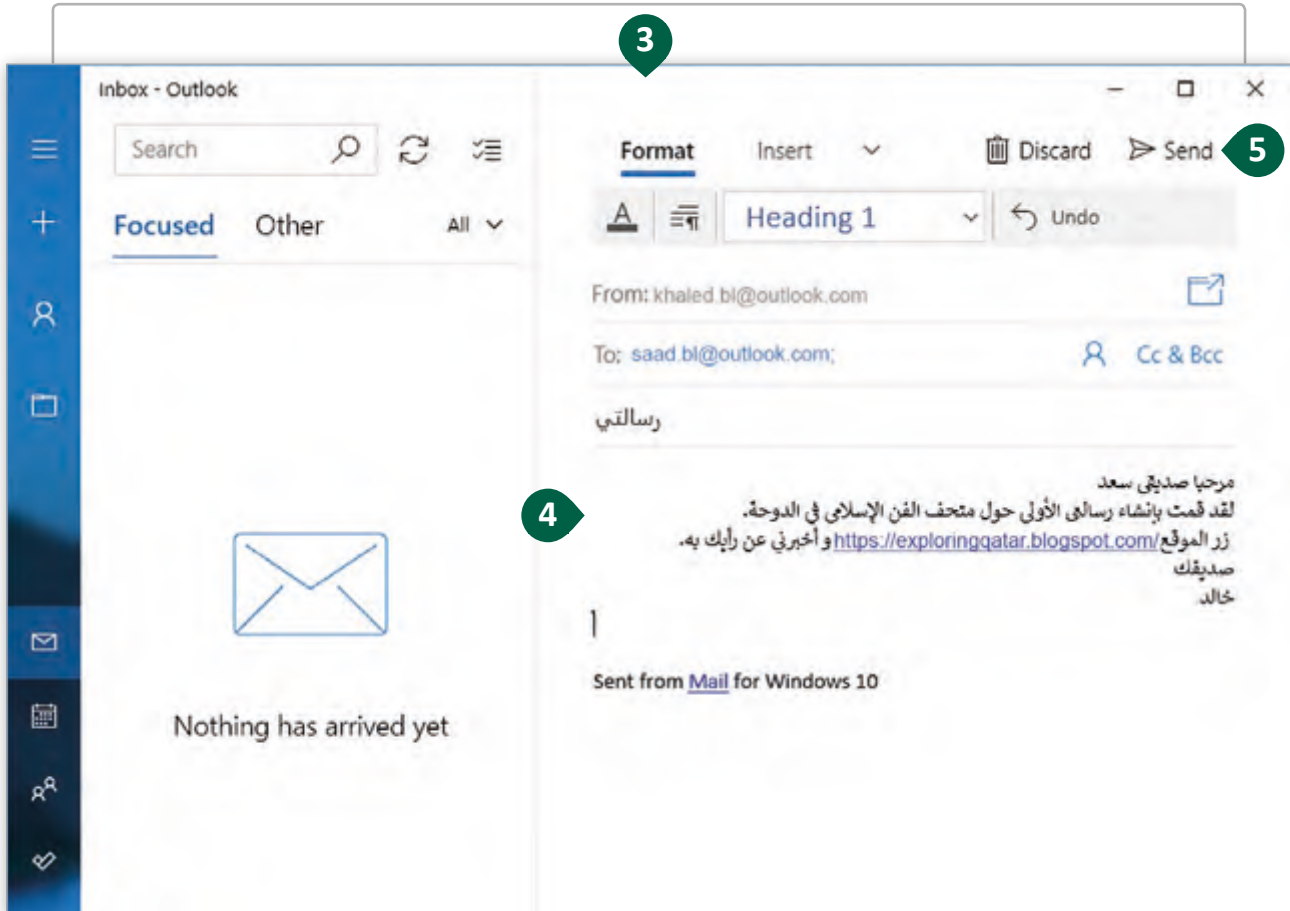 3
Inbox - Outlook
Search
Focused
Other
All
Nothing has arrived yet
Format
Insert
Discard
Send
5
A
Heading 1
Undo
From: khaled.bl@outlook.com
To: saad.bl@outlook.com;
Cc & Bcc
رسالتي
4
مرحبا صديقي سعد
لقد قمت بإنشاء رسالتي الأولى حول متحف الفن الإسلامي في الدوحة.
زر الموقع/https://exploringqatar.blogspot.com و أخبرني عن رأيك به.
صديقك
خالد
Sent from Mail for Windows 10